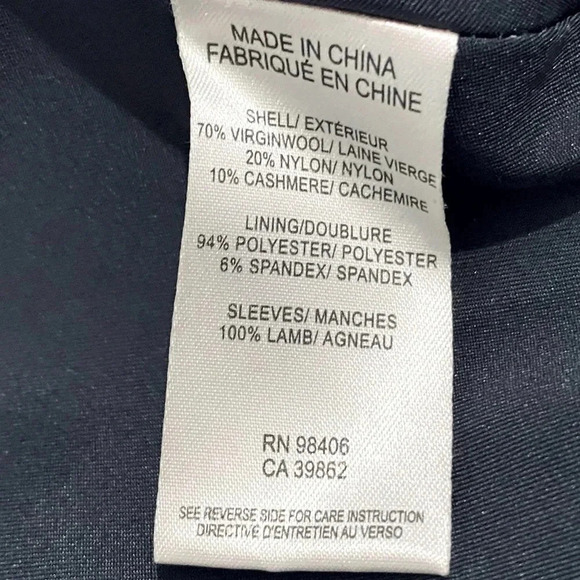 MADE IN CHINA
FABRIQUÉ EN CHINE
SHELL/ EXTÉRIEUR
70% VIRGINWOOL/ LAINE VIERGE
20% NYLON/ NYLON
10% CASHMERE/ CACHEMIRE
LINING/DOUBLURE
94% POLYESTER/ POLYESTER
6% SPANDEX/ SPANDEX
SLEEVES/ MANCHES
100% LAMB/ AGNEAU
RN 98406
CA 39862
SEE REVERSE SIDE FOR CARE INSTRUCTION
DIRECTIVE D'ENTRETIEN AU VERSO